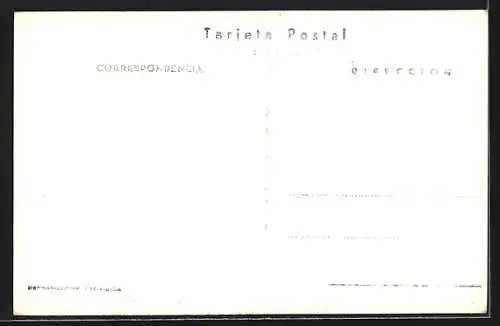 Tarjeta Postal
CORRESPONDENCIA
DIRECCION